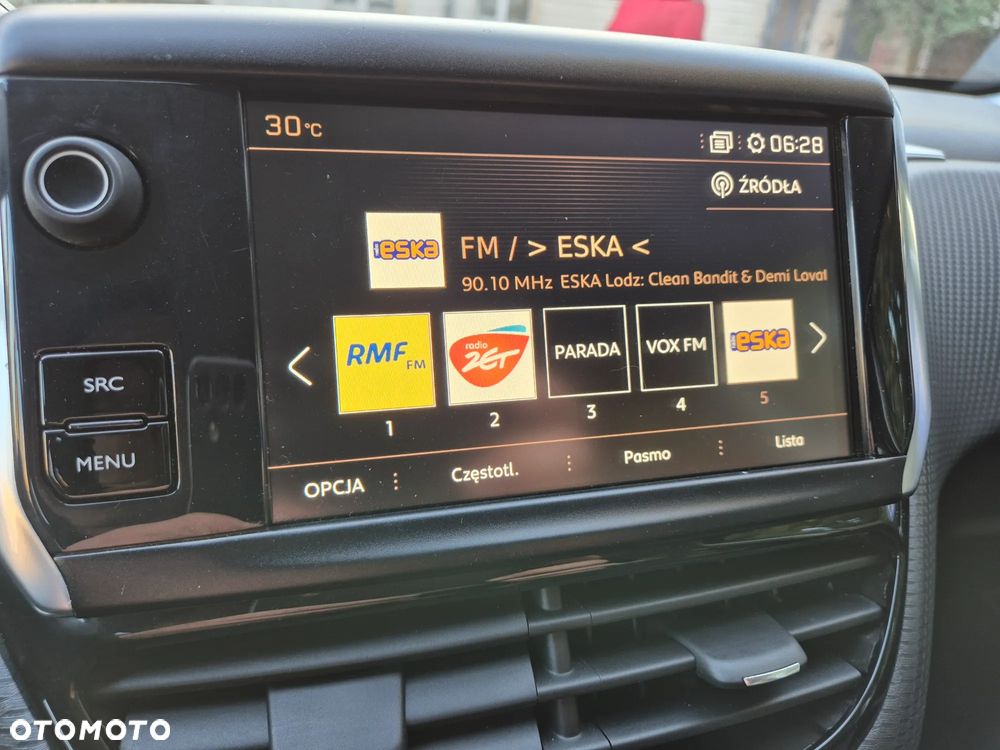 30°C
06:28
ŹRÓDŁA
eska
FM / > ESKA <
90.10 MHz ESKA Lodz: Clean Bandit & Demi Lovat
RMF FM
radio ZET
PARADA
VOX FM
eska
1
2
3
4
5
OPCJA
Częstotl.
Pasmo
Lista
SRC
MENU
OTOMOTO